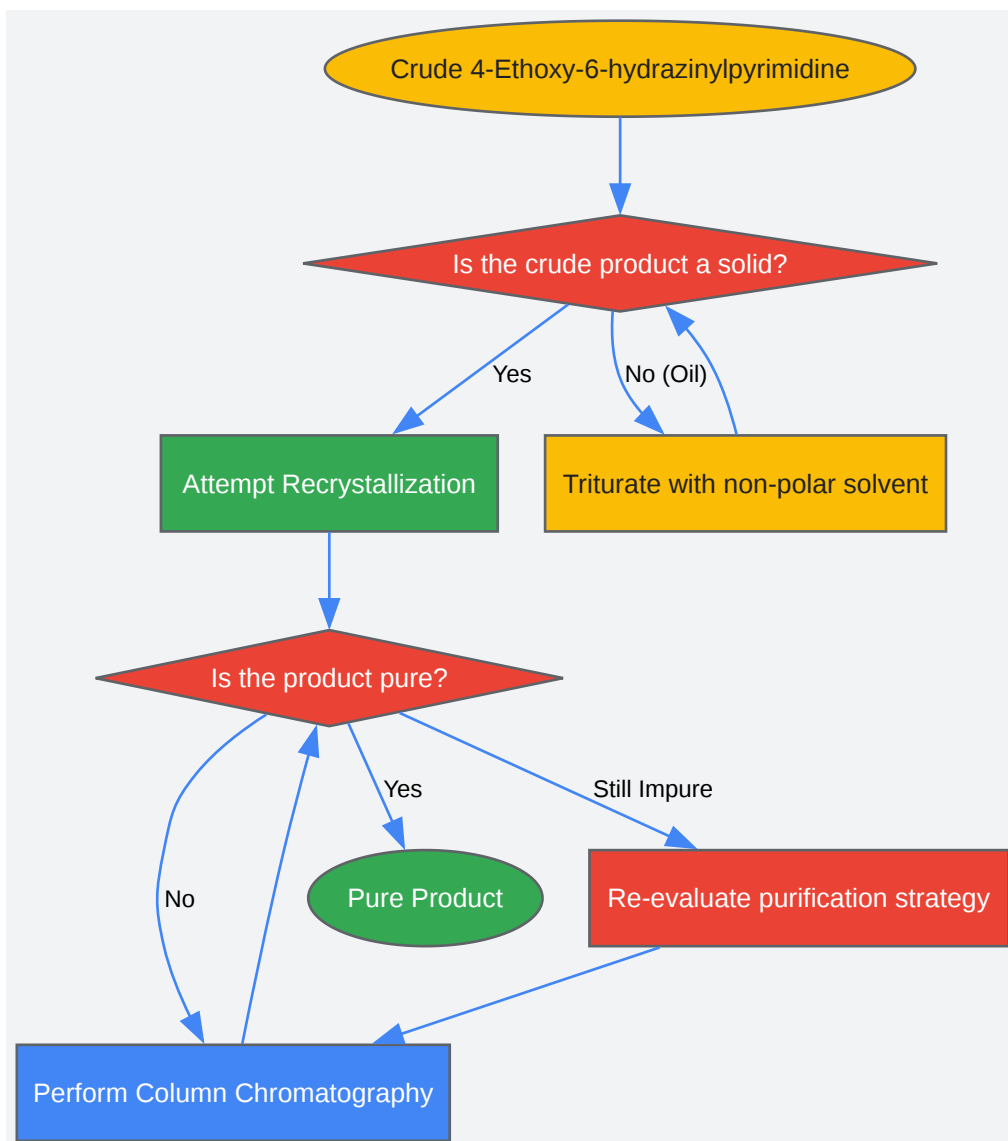 Crude 4-Ethoxy-6-hydrazinylpyrimidine
Is the crude product a solid?
Yes
No (Oil)
Attempt Recrystallization
Triturate with non-polar solvent
Is the product pure?
Yes
Still Impure
No
Pure Product
Re-evaluate purification strategy
Perform Column Chromatography